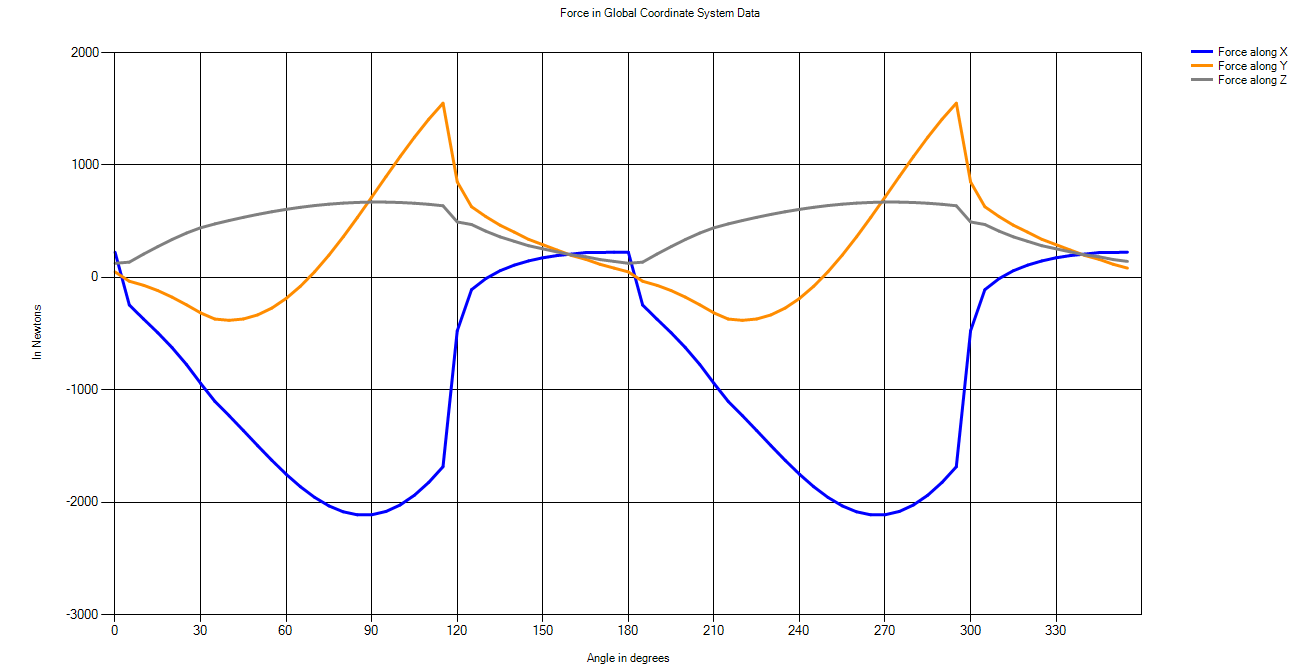 Force in Global Coordinate System Data
Force along X
Force along Y
Force along Z
2000
1000
0
-1000
-2000
-3000
In Newtons
0 30 60 90 120 150 180 210 240 270 300 330
Angle in degrees